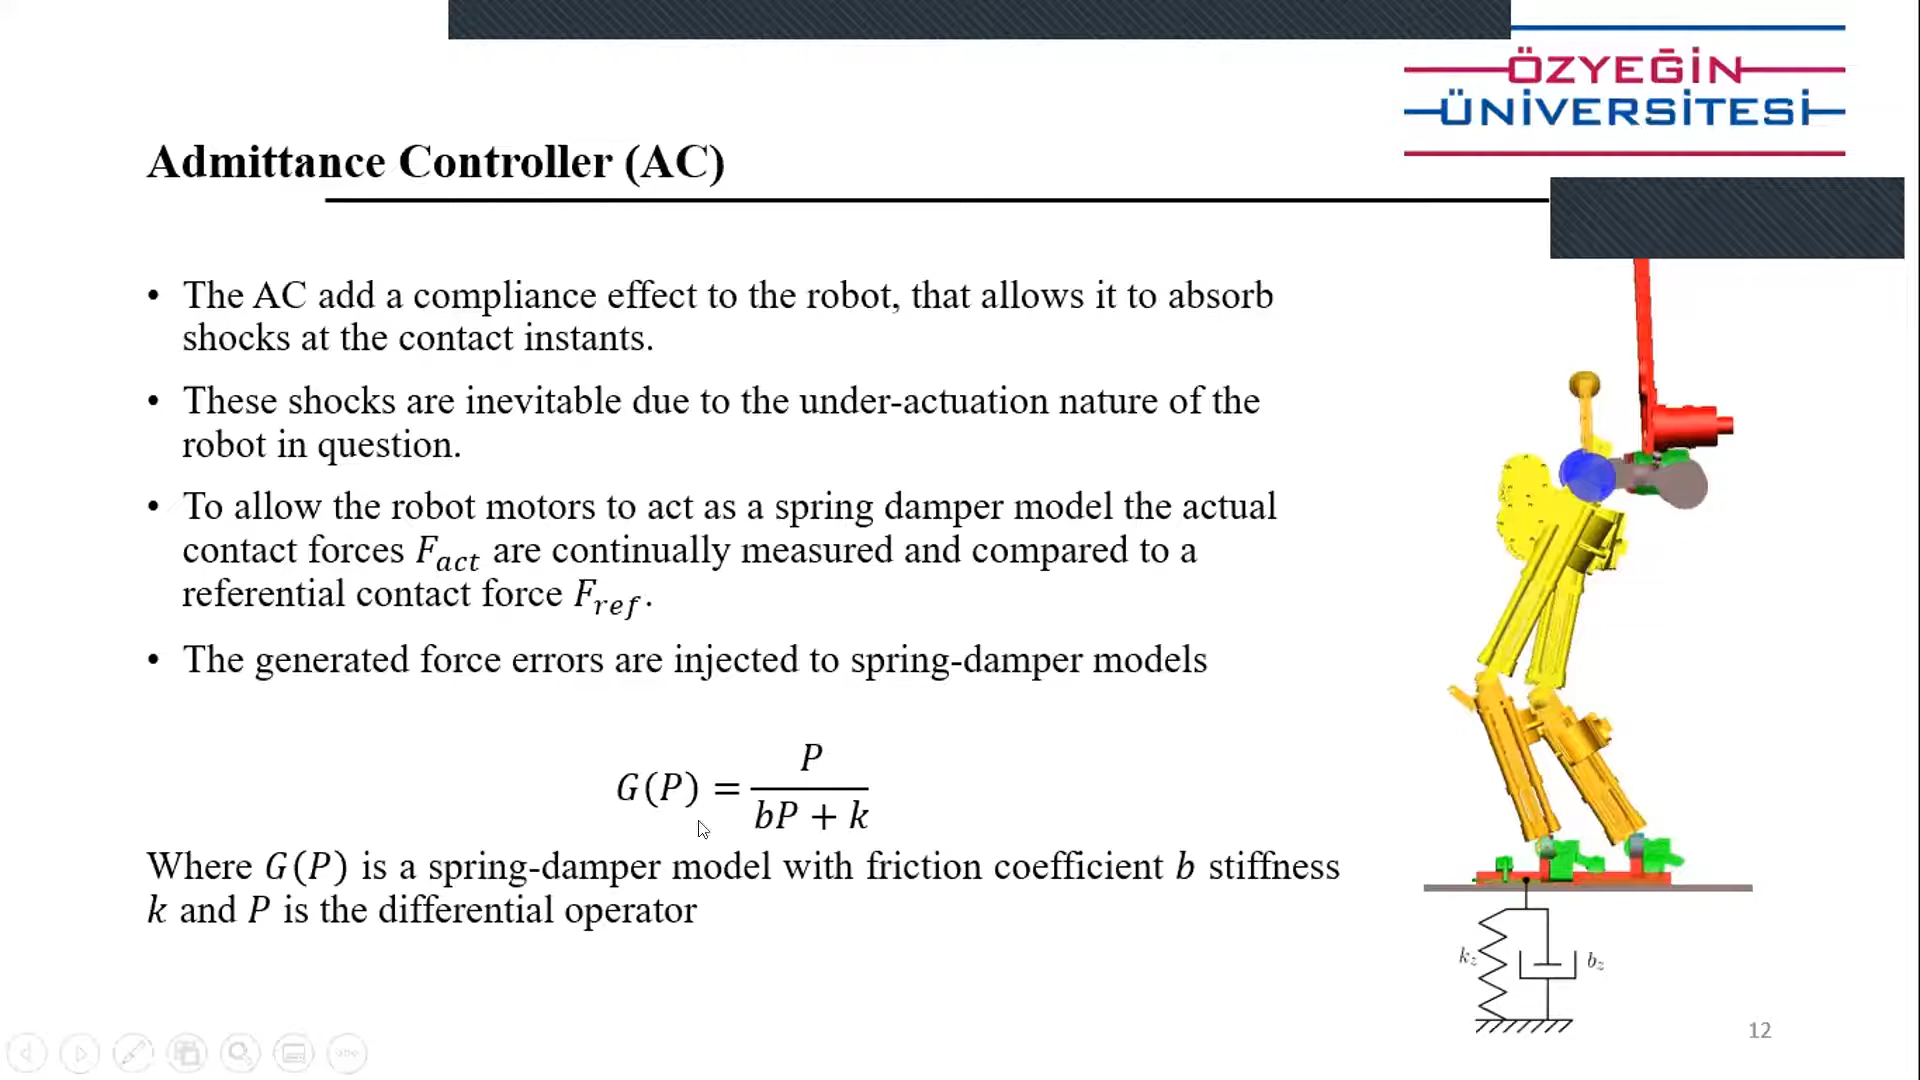 ÖZYEĞİN
ÜNİVERSİTESİ
Admittance Controller (AC)
• The AC add a compliance effect to the robot, that allows it to absorb
shocks at the contact instants.
• These shocks are inevitable due to the under-actuation nature of the
robot in question.
• To allow the robot motors to act as a spring damper model the actual
contact forces F_act are continually measured and compared to a
referential contact force F_ref.
• The generated force errors are injected to spring-damper models
G(P) = P / (bP + k)
Where G(P) is a spring-damper model with friction coefficient b stiffness
k and P is the differential operator
k_z b_z
12